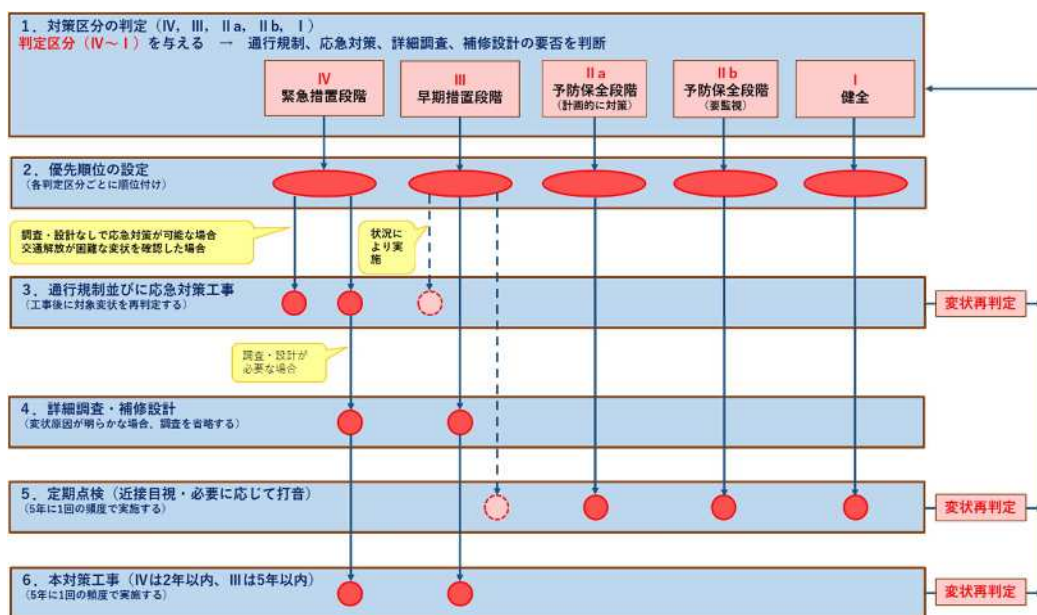 1．対策区分の判定（Ⅳ，Ⅲ，Ⅱa，Ⅱb，Ⅰ）
判定区分（Ⅳ～Ⅰ）を与える　→　通行規制、応急対策、詳細調査、補修設計の要否を判断
Ⅳ
緊急措置段階
Ⅲ
早期措置段階
Ⅱa
予防保全段階
（計画的に対策）
Ⅱb
予防保全段階
（要監視）
Ⅰ
健全
2．優先順位の設定
（各判定区分ごとに順位付け）
調査・設計なしで応急対策が可能な場合
交通解放が困難な変状を確認した場合
状況に
より実
施
3．通行規制並びに応急対策工事
（工事後に対象変状を再判定する）
変状再判定
調査・設計が
必要な場合
4．詳細調査・補修設計
（変状原因が明らかな場合、調査を省略する）
5．定期点検（近接目視・必要に応じて打音）
（5年に1回の頻度で実施する）
変状再判定
6．本対策工事（Ⅳは2年以内、Ⅲは5年以内）
（5年に1回の頻度で実施する）
変状再判定